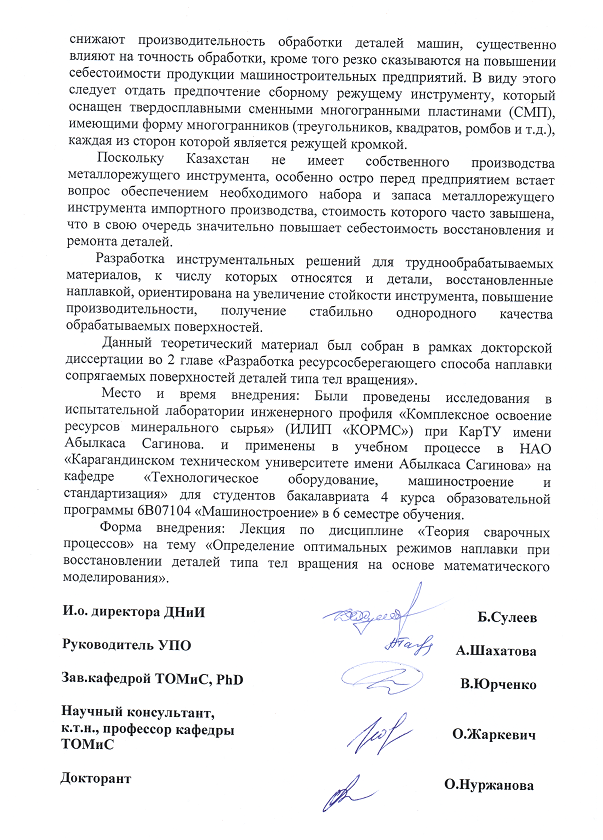 снижают производительность обработки деталей машин, существенно
влияют на точность обработки, кроме того резко сказываются на повышении
себестоимости продукции машиностроительных предприятий. В виду этого
следует отдать предпочтение сборному режущему инструменту, который
оснащен твердосплавными сменными многогранными пластинами (СМП),
имеющими форму многогранников (треугольников, квадратов, ромбов и т.д.),
каждая из сторон которой является режущей кромкой.
Поскольку Казахстан не имеет собственного производства
металлорежущего инструмента, особенно остро перед предприятием встает
вопрос обеспечением необходимого набора и запаса металлорежущего
инструмента импортного производства, стоимость которого часто завышена,
что в свою очередь значительно повышает себестоимость восстановления и
ремонта деталей.
Разработка инструментальных решений для труднообрабатываемых
материалов, к числу которых относятся и детали, восстановленные
наплавкой, ориентирована на увеличение стойкости инструмента, повышение
производительности, получение стабильно однородного качества
обрабатываемых поверхностей.
Данный теоретический материал был собран в рамках докторской
диссертации во 2 главе «Разработка ресурсосберегающего способа наплавки
сопрягаемых поверхностей деталей типа тел вращения».
Место и время внедрения: Были проведены исследования в
испытательной лаборатории инженерного профиля «Комплексное освоение
ресурсов минерального сырья» (ИЛИП «КОРМС») при КарТУ имени
Абылкаса Сагинова. и применены в учебном процессе в НАО
«Карагандинском техническом университете имени Абылкаса Сагинова» на
кафедре «Технологическое оборудование, машиностроение и
стандартизация» для студентов бакалавриата 4 курса образовательной
программы 6В07104 «Машиностроение» в 6 семестре обучения.
Форма внедрения: Лекция по дисциплине «Теория сварочных
процессов» на тему «Определение оптимальных режимов наплавки при
восстановлении деталей типа тел вращения на основе математического
моделирования».
И.о. директора ДНиИ Б.Сулеев
Руководитель УПО А.Шахатова
Зав.кафедрой ТОМиС, PhD В.Юрченко
Научный консультант,
к.т.н., профессор кафедры О.Жаркевич
ТОМиС
Докторант О.Нуржанова